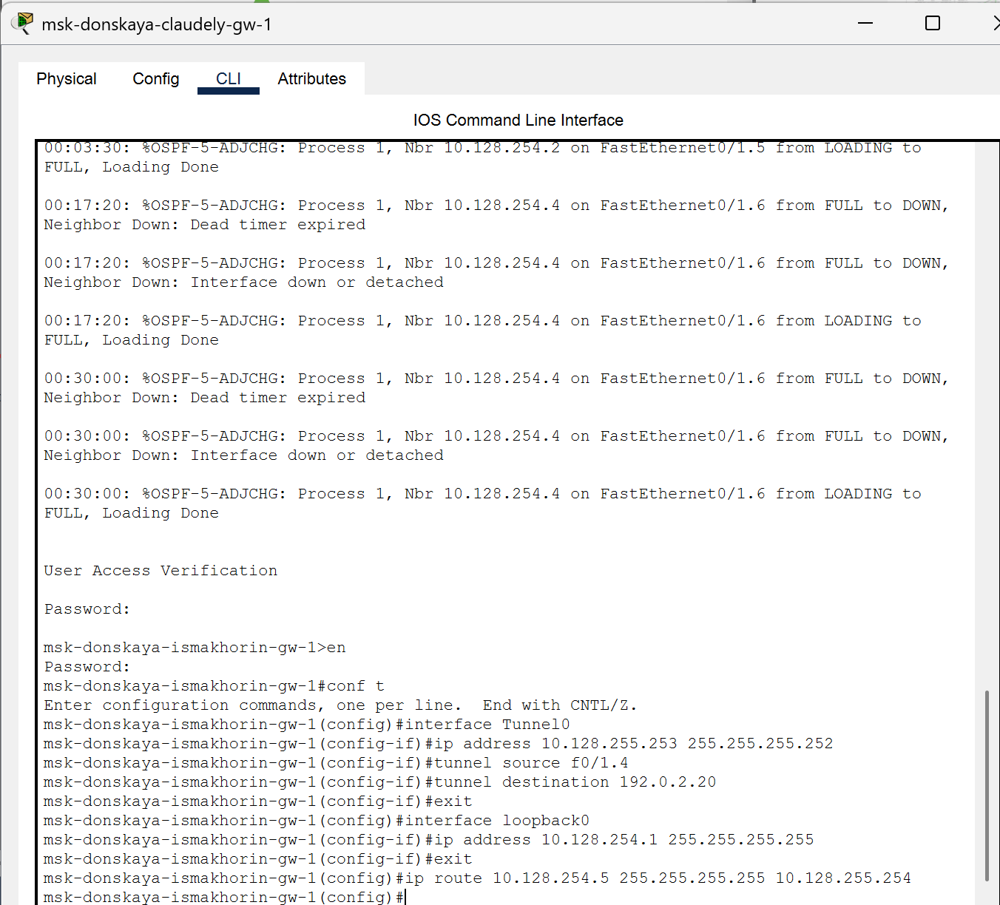 msk-donskaya-claudely-gw-1
Physical Config CLI Attributes
IOS Command Line Interface
00:03:30: %OSPF-5-ADJCHG: Process 1, Nbr 10.128.254.2 on FastEthernet0/1.5 from LOADING to
FULL, Loading Done
00:17:20: %OSPF-5-ADJCHG: Process 1, Nbr 10.128.254.4 on FastEthernet0/1.6 from FULL to DOWN,
Neighbor Down: Dead timer expired
00:17:20: %OSPF-5-ADJCHG: Process 1, Nbr 10.128.254.4 on FastEthernet0/1.6 from FULL to DOWN,
Neighbor Down: Interface down or detached
00:17:20: %OSPF-5-ADJCHG: Process 1, Nbr 10.128.254.4 on FastEthernet0/1.6 from LOADING to
FULL, Loading Done
00:30:00: %OSPF-5-ADJCHG: Process 1, Nbr 10.128.254.4 on FastEthernet0/1.6 from FULL to DOWN,
Neighbor Down: Dead timer expired
00:30:00: %OSPF-5-ADJCHG: Process 1, Nbr 10.128.254.4 on FastEthernet0/1.6 from FULL to DOWN,
Neighbor Down: Interface down or detached
00:30:00: %OSPF-5-ADJCHG: Process 1, Nbr 10.128.254.4 on FastEthernet0/1.6 from LOADING to
FULL, Loading Done
User Access Verification
Password:
msk-donskaya-ismakhorin-gw-1>en
Password:
msk-donskaya-ismakhorin-gw-1#conf t
Enter configuration commands, one per line.  End with CNTL/Z.
msk-donskaya-ismakhorin-gw-1(config)#interface Tunnel0
msk-donskaya-ismakhorin-gw-1(config-if)#ip address 10.128.255.253 255.255.255.252
msk-donskaya-ismakhorin-gw-1(config-if)#tunnel source f0/1.4
msk-donskaya-ismakhorin-gw-1(config-if)#tunnel destination 192.0.2.20
msk-donskaya-ismakhorin-gw-1(config-if)#exit
msk-donskaya-ismakhorin-gw-1(config)#interface loopback0
msk-donskaya-ismakhorin-gw-1(config-if)#ip address 10.128.254.1 255.255.255.255
msk-donskaya-ismakhorin-gw-1(config-if)#exit
msk-donskaya-ismakhorin-gw-1(config)#ip route 10.128.254.5 255.255.255.255 10.128.255.254
msk-donskaya-ismakhorin-gw-1(config)#